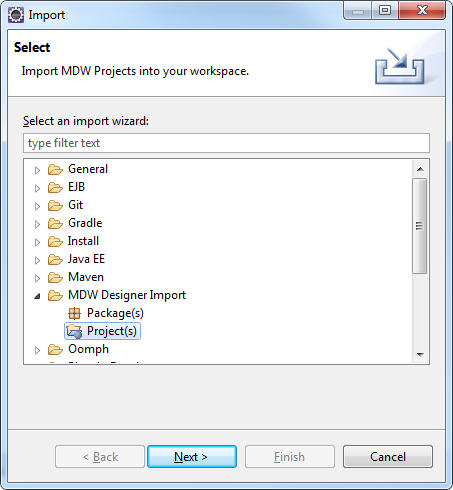 Import
Select
Import MDW Projects into your workspace.
Select an import wizard:
type filter text
General
EJB
Git
Gradle
Install
Java EE
Maven
MDW Designer Import
Package(s)
Project(s)
Oomph
< Back
Next >
Finish
Cancel